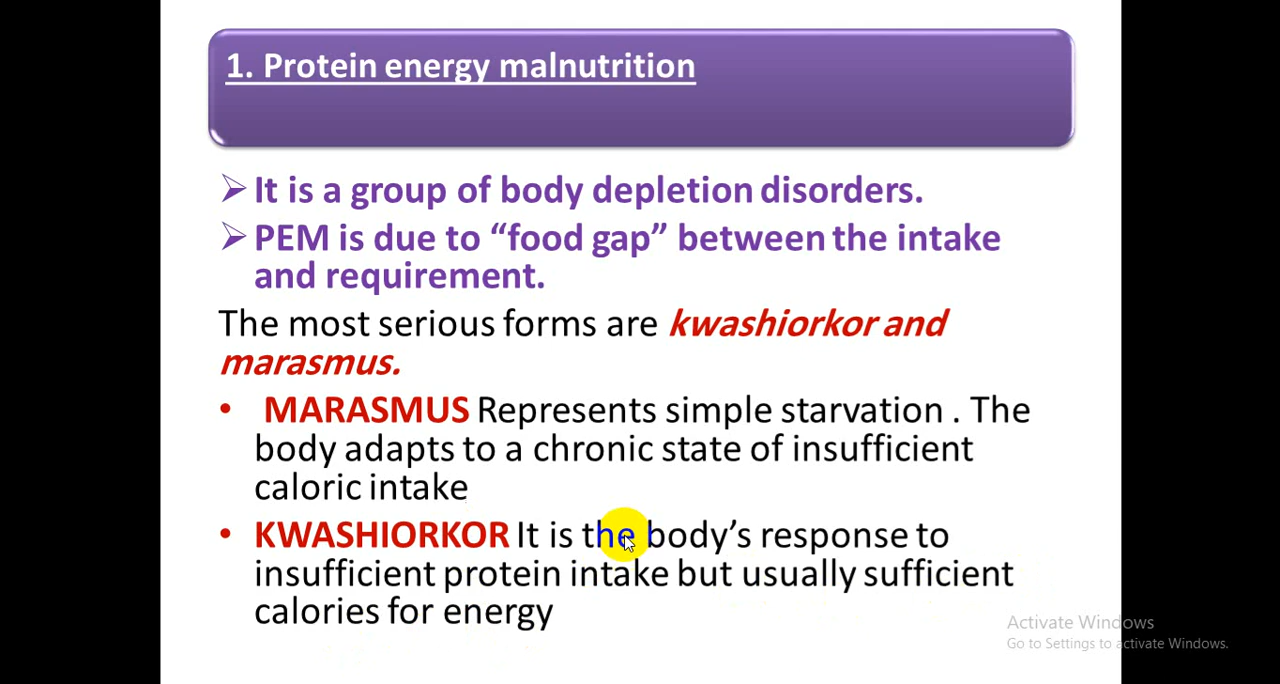 1. Protein energy malnutrition
➢ It is a group of body depletion disorders.
➢ PEM is due to “food gap” between the intake
and requirement.
The most serious forms are kwashiorkor and
marasmus.
• MARASMUS Represents simple starvation . The
body adapts to a chronic state of insufficient
caloric intake
• KWASHIORKOR It is the body’s response to
insufficient protein intake but usually sufficient
calories for energy
Activate Windows
Go to Settings to activate Windows.